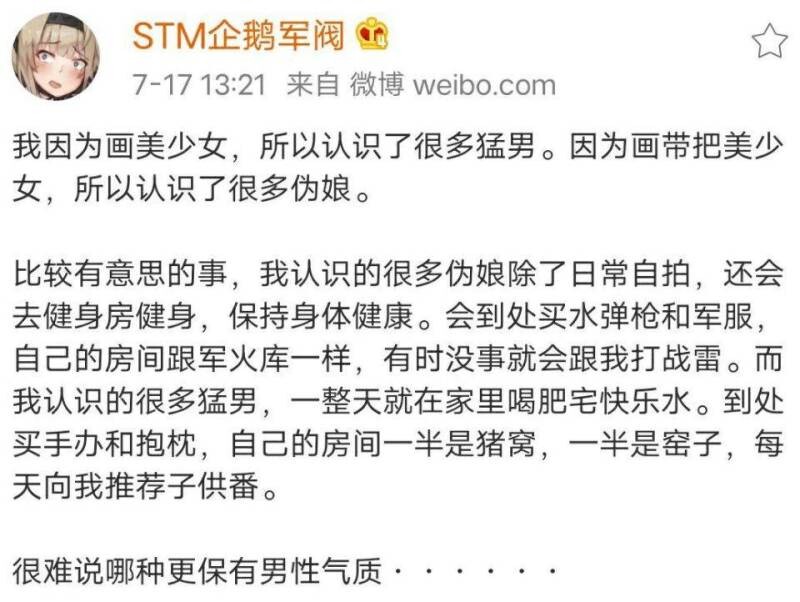 STM企鹅军阀
7-17 13:21 来自 微博 weibo.com
我因为画美少女，所以认识了很多猛男。因为画带把美少
女，所以认识了很多伪娘。
比较有意思的事，我认识的很多伪娘除了日常自拍，还会
去健身房健身，保持身体健康。会到处买水弹枪和军服，
自己的房间跟军火库一样，有时没事就会跟我打战雷。而
我认识的很多猛男，一整天就在家里喝肥宅快乐水。到处
买手办和抱枕，自己的房间一半是猪窝，一半是窑子，每
天向我推荐子供番。
很难说哪种更保有男性气质······